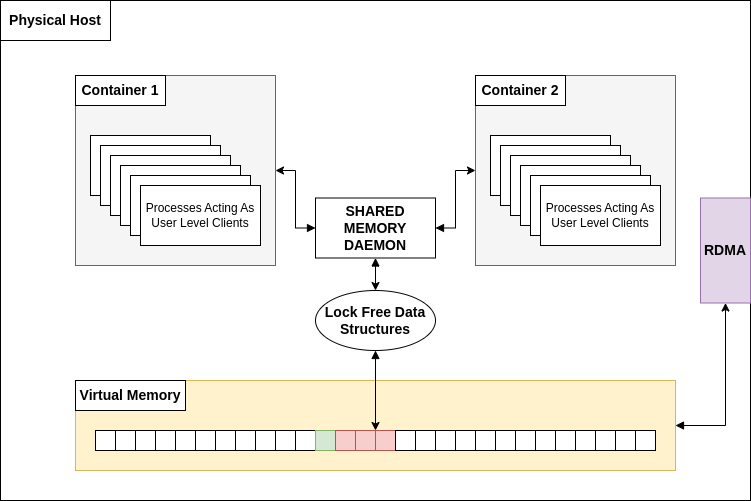 Physical Host
Container 1
Container 2
Processes Acting As
User Level Clients
Processes Acting As
User Level Clients
SHARED
MEMORY
DAEMON
RDMA
Lock Free Data
Structures
Virtual Memory